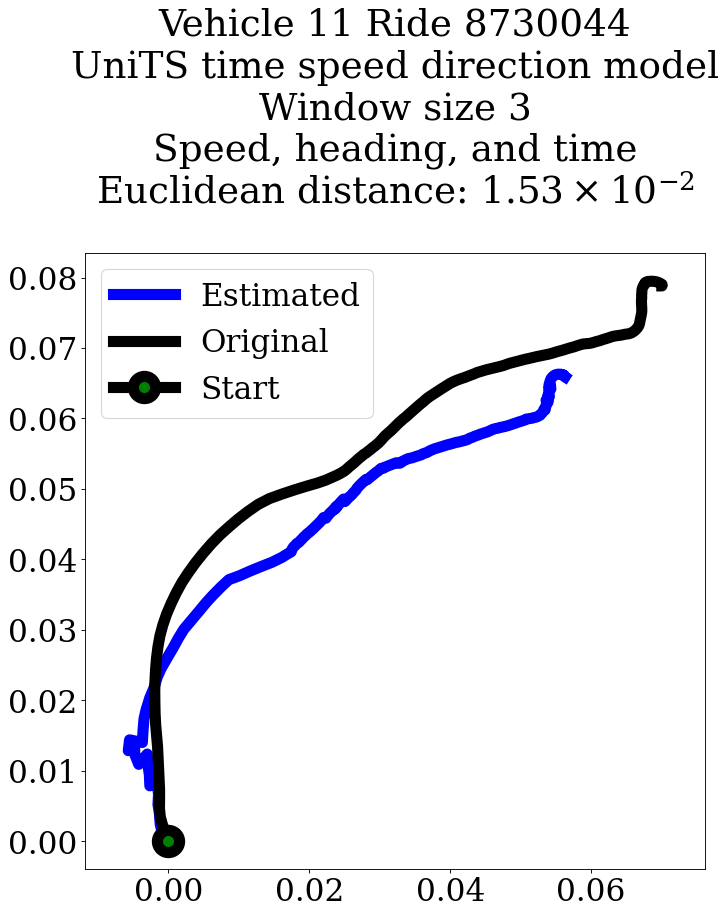 Vehicle 11 Ride 8730044
UniTS time speed direction model
Window size 3
Speed, heading, and time
Euclidean distance: 1.53 × 10⁻²
Estimated
Original
Start
0.08
0.07
0.06
0.05
0.04
0.03
0.02
0.01
0.00
0.00 0.02 0.04 0.06